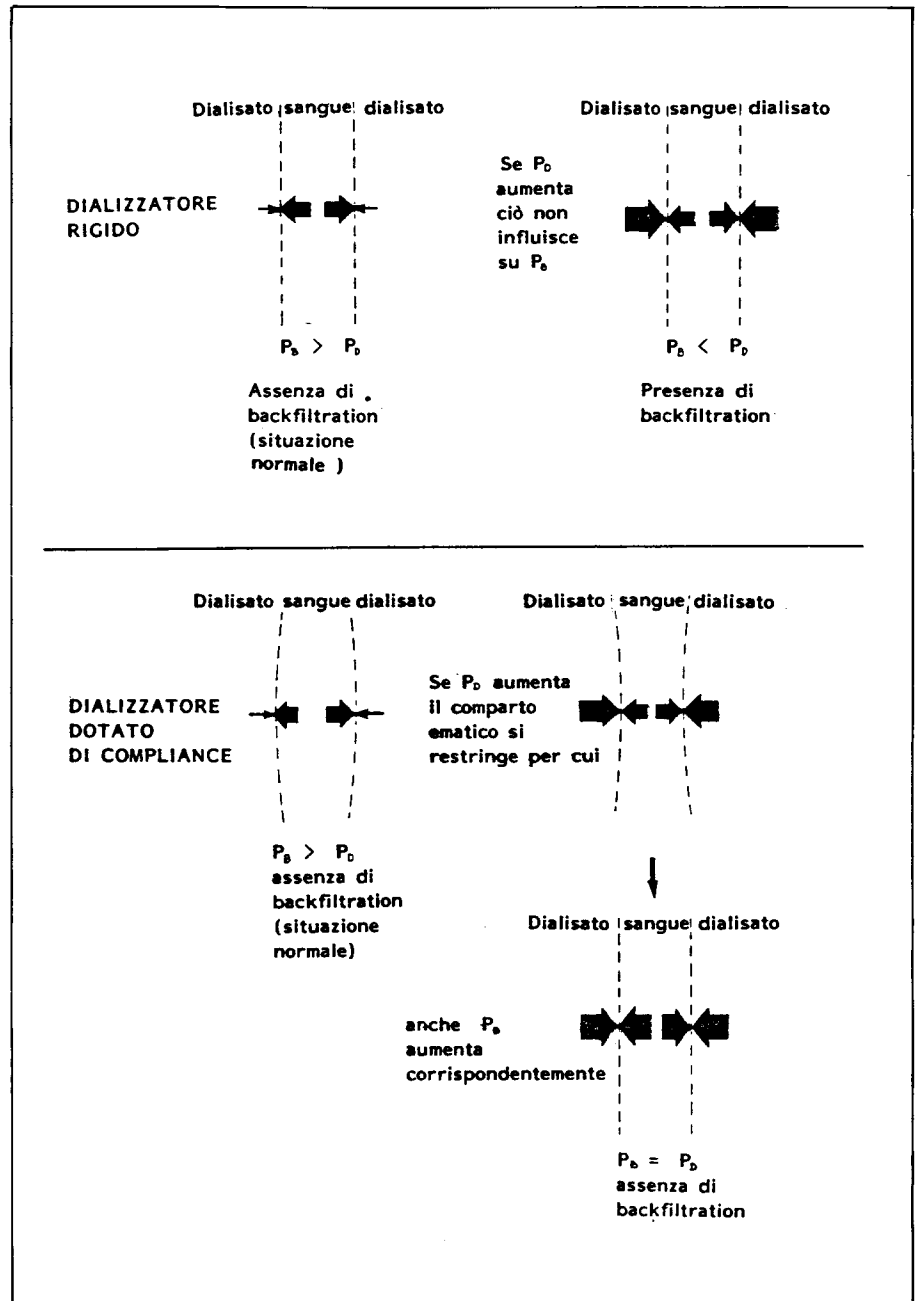 Dialisato sangue dialisato
DIALIZZATORE
RIGIDO
P_B > P_D
Assenza di
backfiltration
(situazione
normale )
Dialisato sangue dialisato
Se P_D
aumenta
ciò non
influisce
su P_B
P_B < P_D
Presenza di
backfiltration
Dialisato sangue dialisato
DIALIZZATORE
DOTATO
DI COMPLIANCE
P_B > P_D
assenza di
backfiltration
(situazione
normale)
Dialisato sangue dialisato
Se P_D aumenta
il comparto
ematico si
restringe per cui
Dialisato sangue dialisato
anche P_B
aumenta
corrispondentemente
P_B = P_D
assenza di
backfiltration